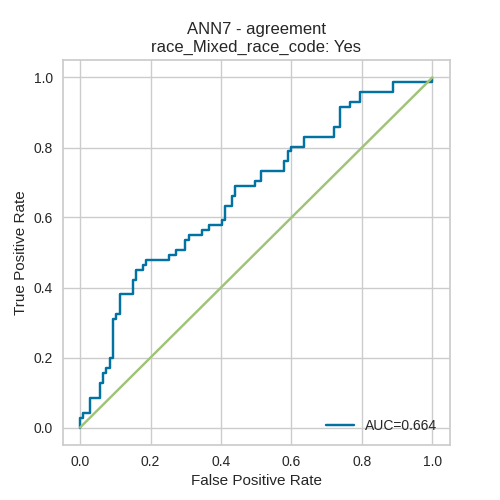 ANN7 - agreement
race_Mixed_race_code: Yes
1.0
0.8
0.6
0.4
0.2
0.0
True Positive Rate
AUC=0.664
0.0 0.2 0.4 0.6 0.8 1.0
False Positive Rate